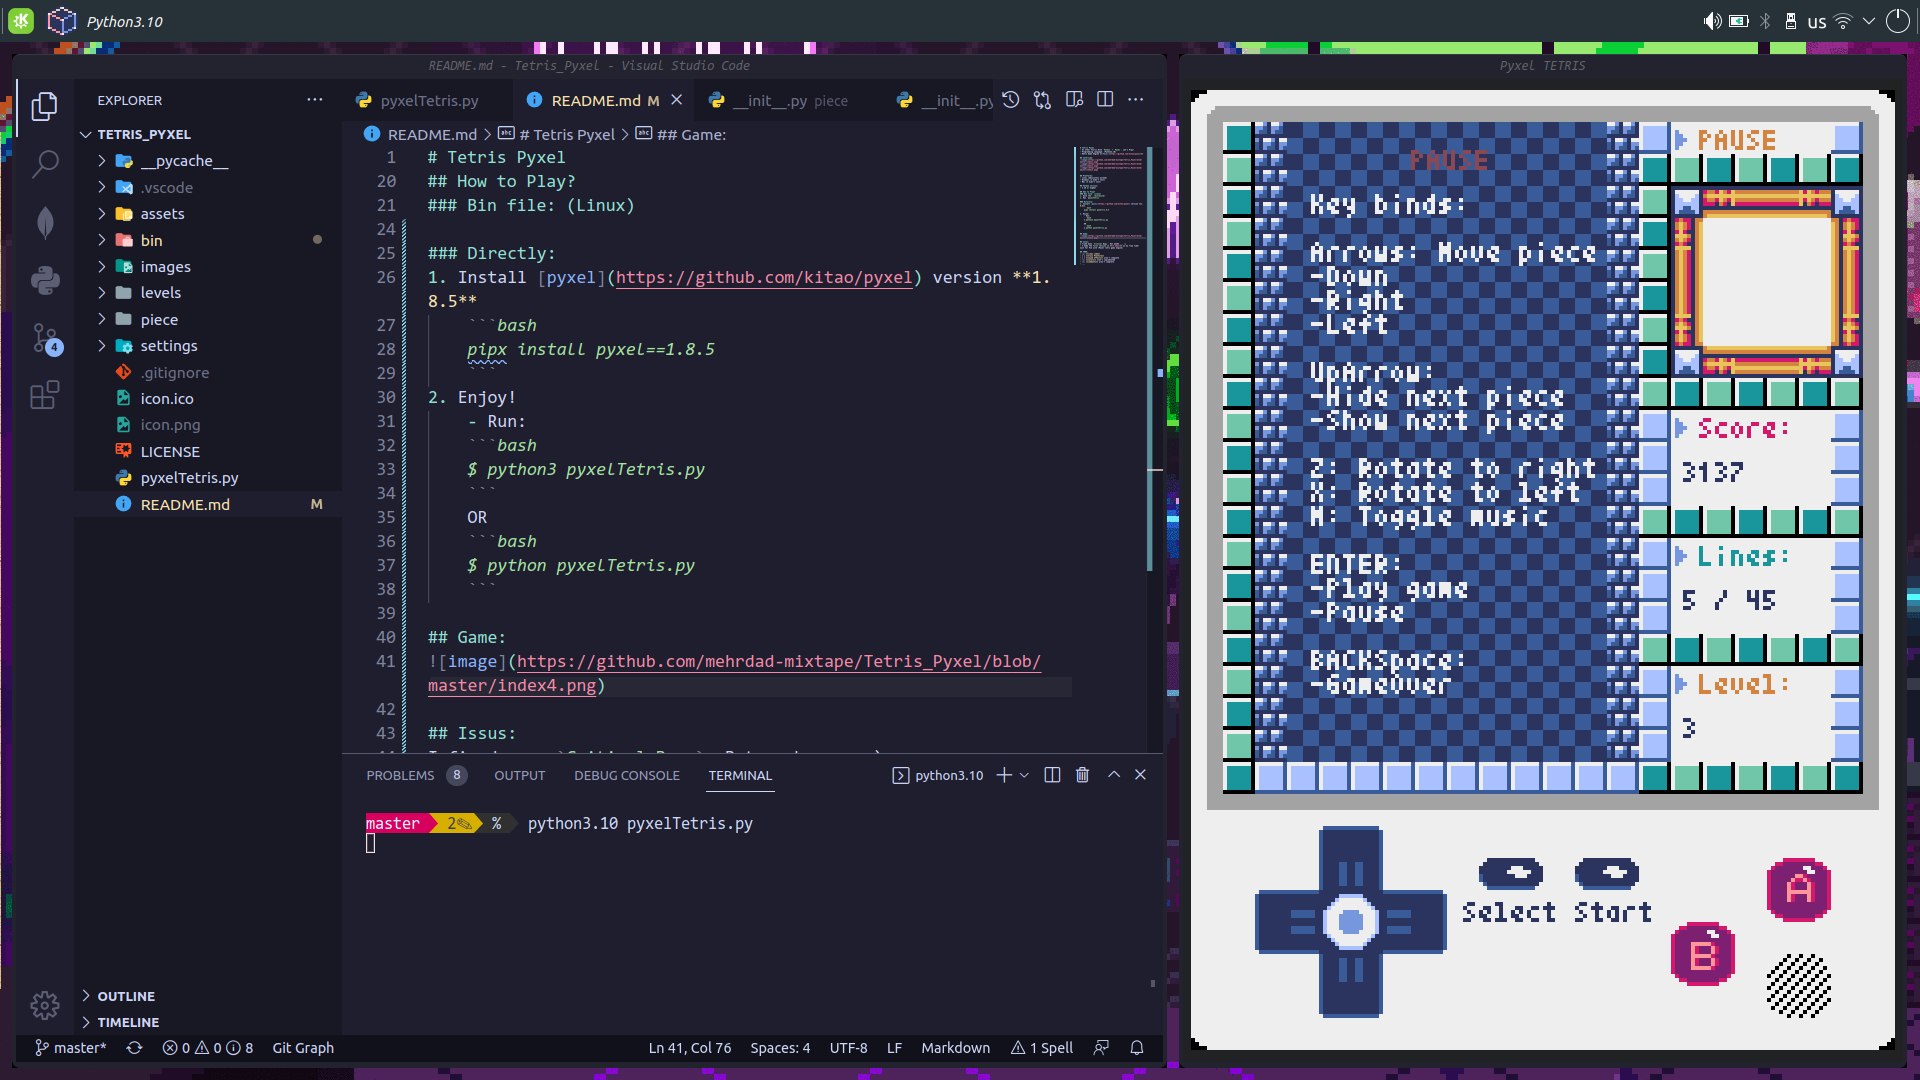 Python3.10
us
README.md - Tetris_Pyxel - Visual Studio Code
EXPLORER
TETRIS_PYXEL
__pycache__
.vscode
assets
bin
images
levels
piece
settings
.gitignore
icon.ico
icon.png
LICENSE
pyxelTetris.py
README.md M
OUTLINE
TIMELINE
4
pyxelTetris.py
README.md M
__init__.py piece
__init__.py
README.md > # Tetris Pyxel > ## Game:
1 # Tetris Pyxel
20 ## How to Play?
21 ### Bin file: (Linux)
24
25 ### Directly:
26 1. Install [pyxel](https://github.com/kitao/pyxel) version **1.
8.5**
27 ```bash
28 pipx install pyxel==1.8.5
29 ```
30 2. Enjoy!
31 - Run:
32 ```bash
33 $ python3 pyxelTetris.py
34 ```
35 OR
36 ```bash
37 $ python pyxelTetris.py
38 ```
39
40 ## Game:
41 ![image](https://github.com/mehrdad-mixtape/Tetris_Pyxel/blob/
master/index4.png)
42
43 ## Issus:
PROBLEMS 8 OUTPUT DEBUG CONSOLE TERMINAL
python3.10
master 2 % python3.10 pyxelTetris.py
master* 0 0 8 Git Graph
Ln 41, Col 76 Spaces: 4 UTF-8 LF Markdown 1 Spell
Pyxel TETRIS
PAUSE
Key binds:
Arrows: Move piece
-Down
-Right
-Left
UpArrow:
-Hide next piece
-Show next piece
Z: Rotate to right
X: Rotate to left
M: Toggle music
ENTER:
-Play game
-Pause
BACKSpace:
-GameOver
PAUSE
Score:
3137
Lines:
5 / 45
Level:
3
Select Start
A
B